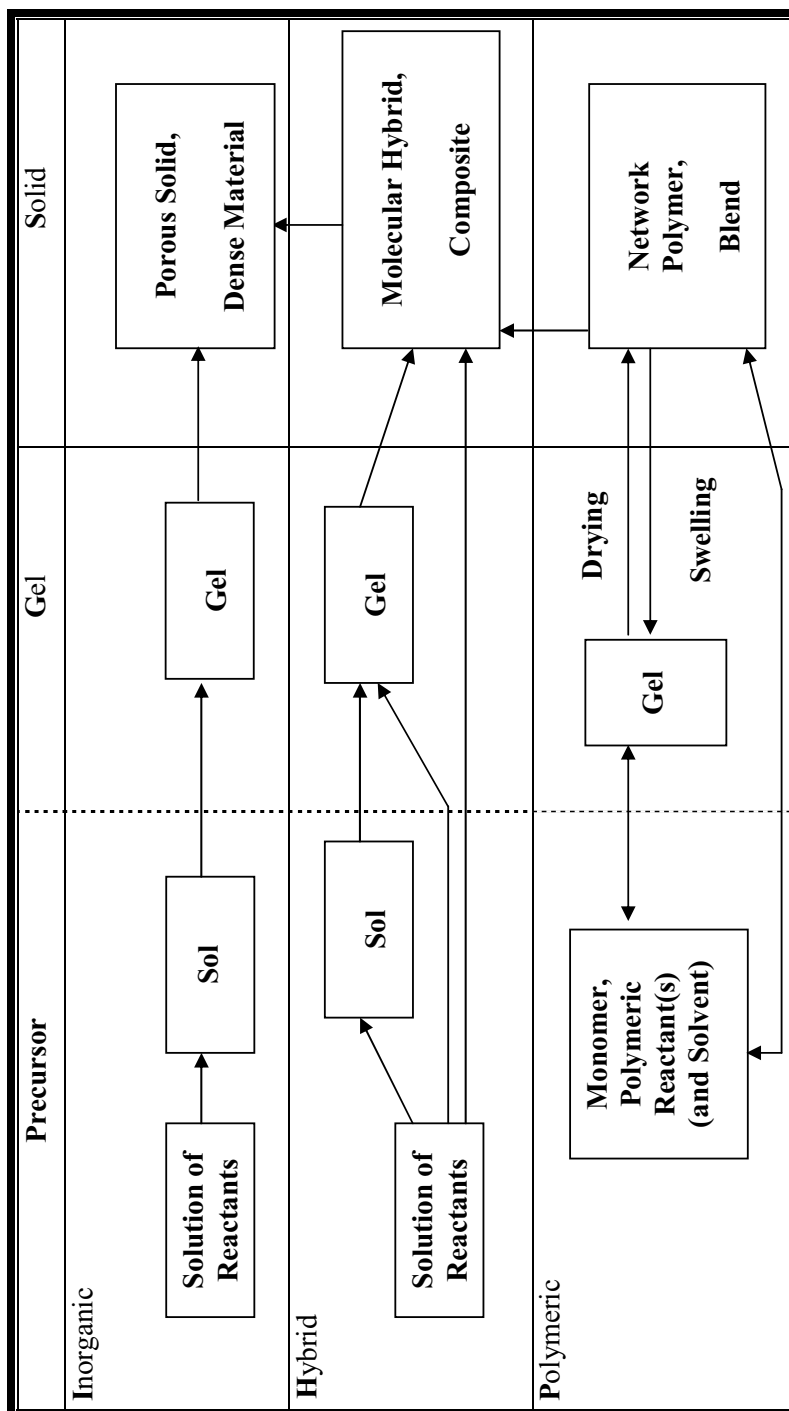 Precursor
Gel
Solid
Inorganic
Solution of
Reactants
Sol
Gel
Porous Solid,
Dense Material
Hybrid
Solution of
Reactants
Sol
Gel
Molecular Hybrid,
Composite
Polymeric
Monomer,
Polymeric
Reactant(s)
(and Solvent)
Gel
Drying
Swelling
Network
Polymer,
Blend